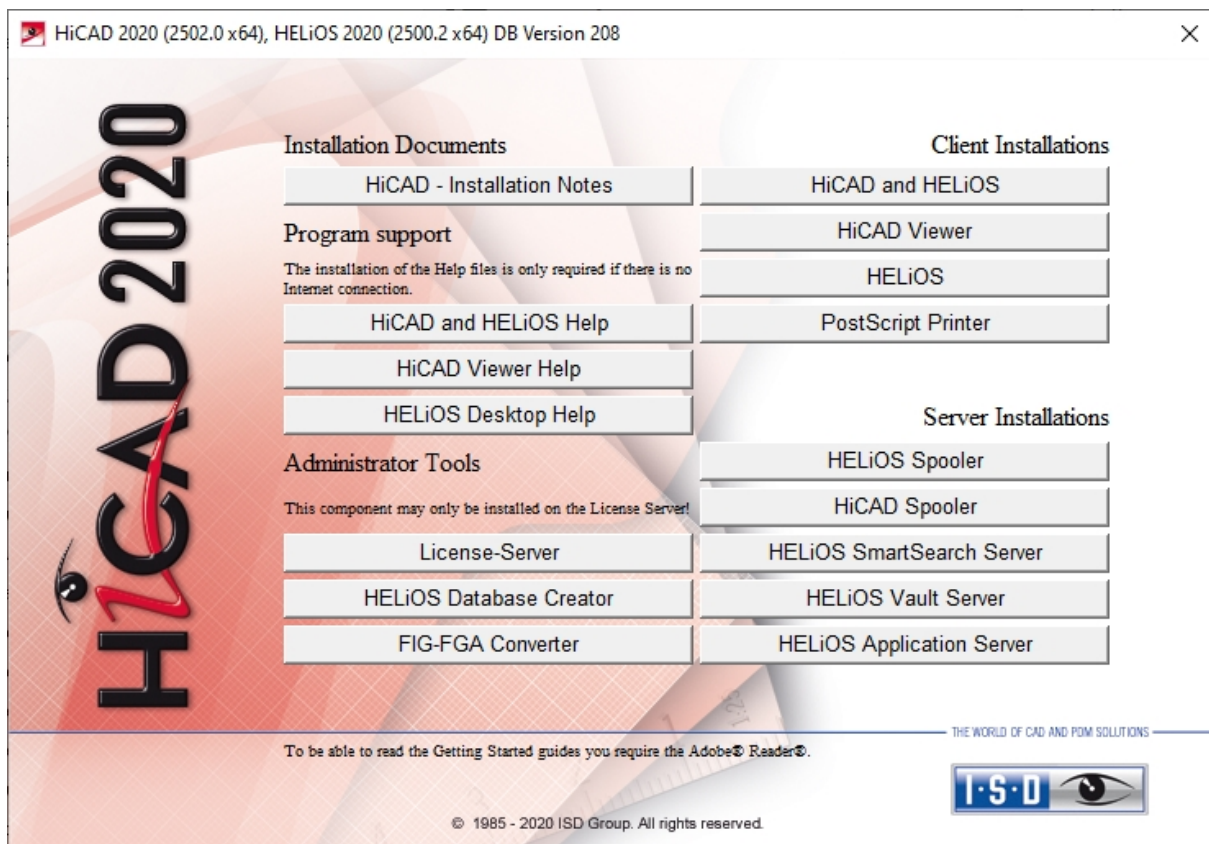 HiCAD 2020 (2502.0 x64), HELiOS 2020 (2500.2 x64) DB Version 208
HiCAD 2020
Installation Documents
HiCAD - Installation Notes
Program support
The installation of the Help files is only required if there is no
Internet connection.
HiCAD and HELiOS Help
HiCAD Viewer Help
HELiOS Desktop Help
Administrator Tools
This component may only be installed on the License Server!
License-Server
HELiOS Database Creator
FIG-FGA Converter
Client Installations
HiCAD and HELiOS
HiCAD Viewer
HELiOS
PostScript Printer
Server Installations
HELiOS Spooler
HiCAD Spooler
HELiOS SmartSearch Server
HELiOS Vault Server
HELiOS Application Server
1:25
THE WORLD OF CAD AND PDM SOLUTIONS
To be able to read the Getting Started guides you require the Adobe® Reader®.
I·S·D
© 1985 - 2020 ISD Group. All rights reserved.